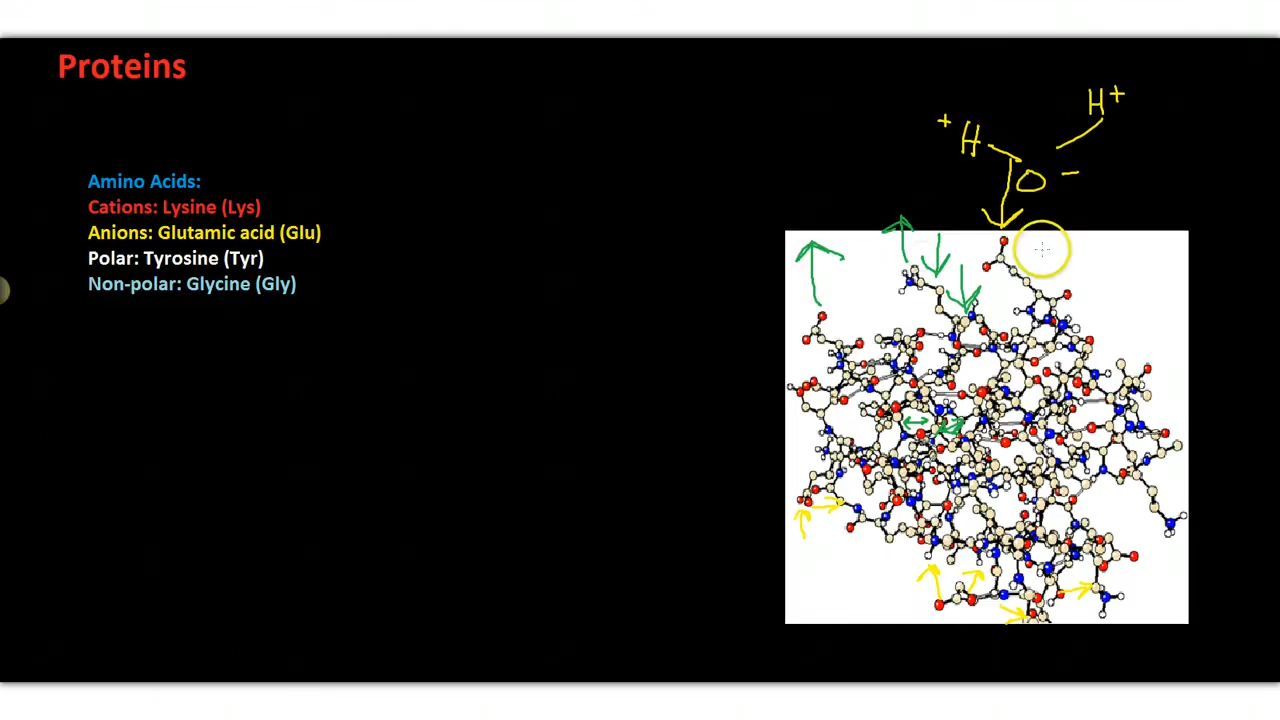 Proteins
H+
+H
O -
Amino Acids:
Cations: Lysine (Lys)
Anions: Glutamic acid (Glu)
Polar: Tyrosine (Tyr)
Non-polar: Glycine (Gly)